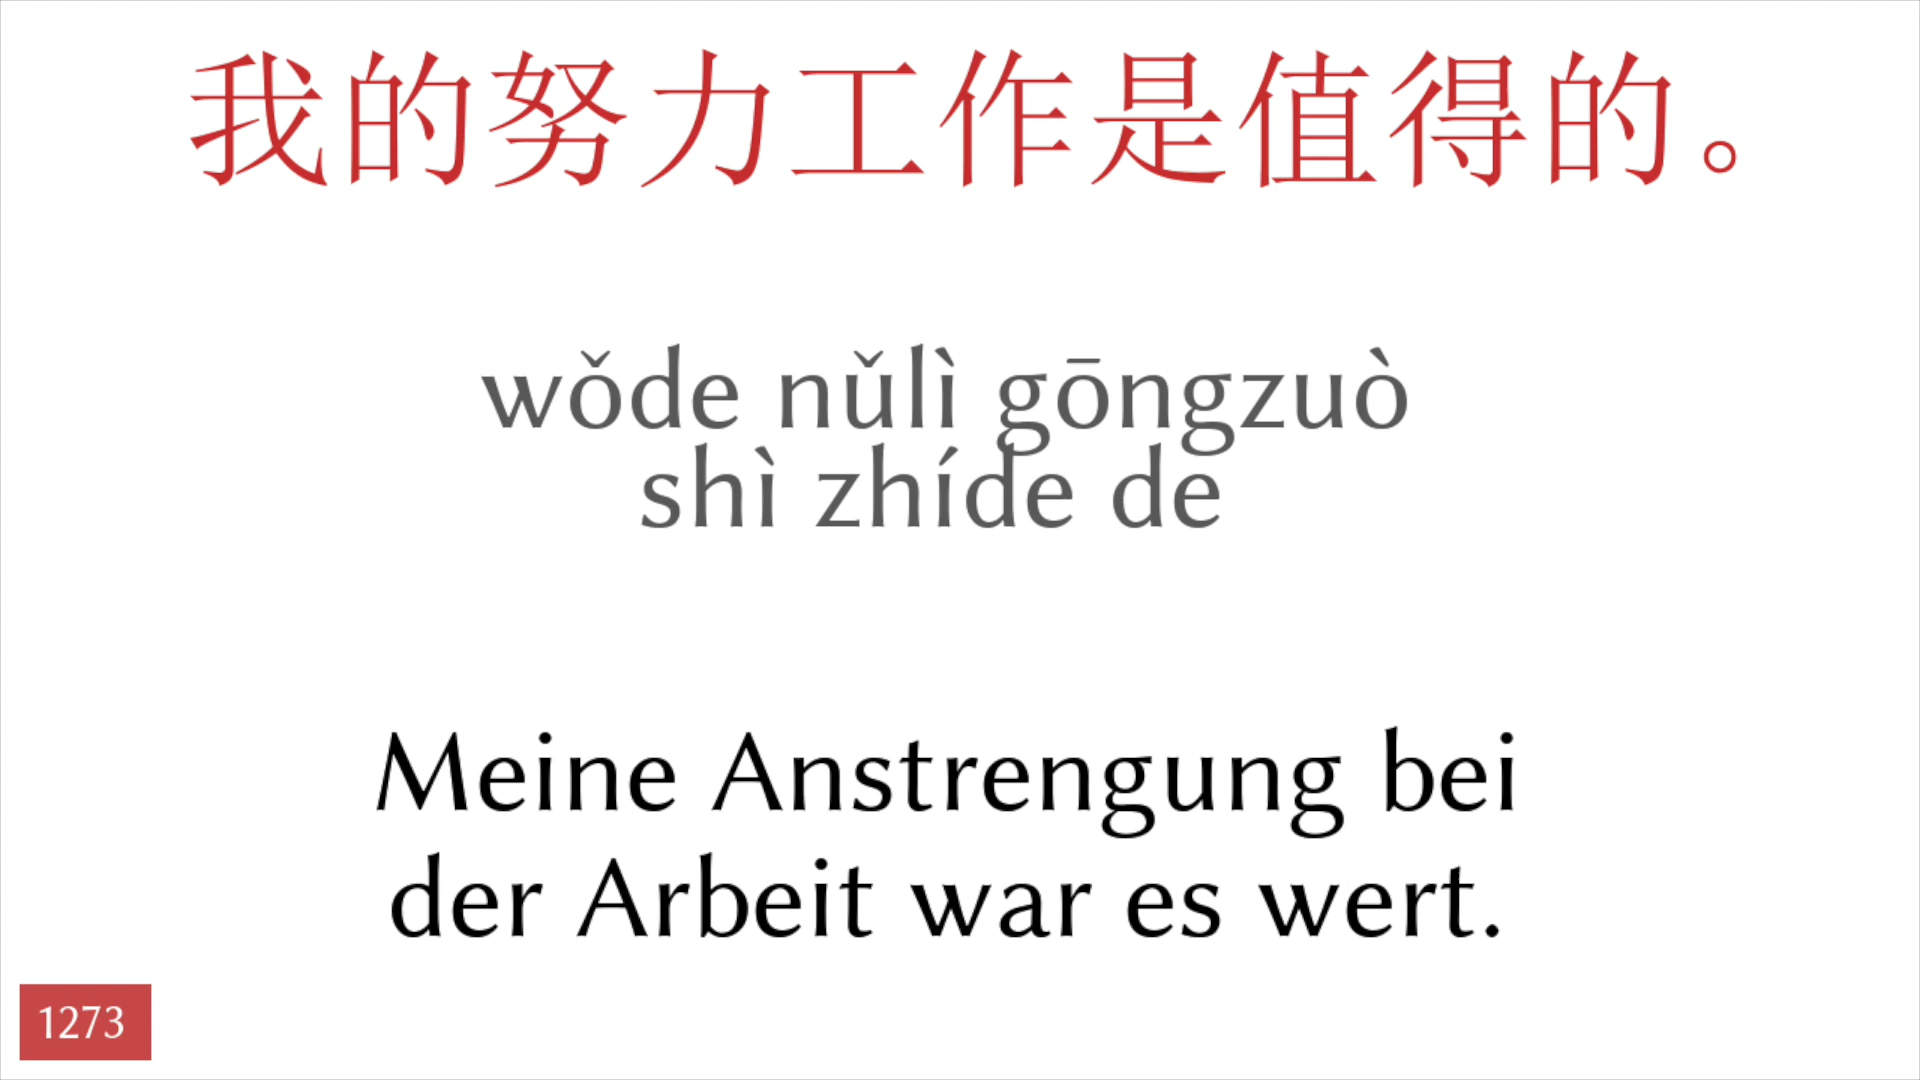 我的努力工作是值得的。
wǒde nǔlì gōngzuò
shì zhíde de
Meine Anstrengung bei
der Arbeit war es wert.
1273